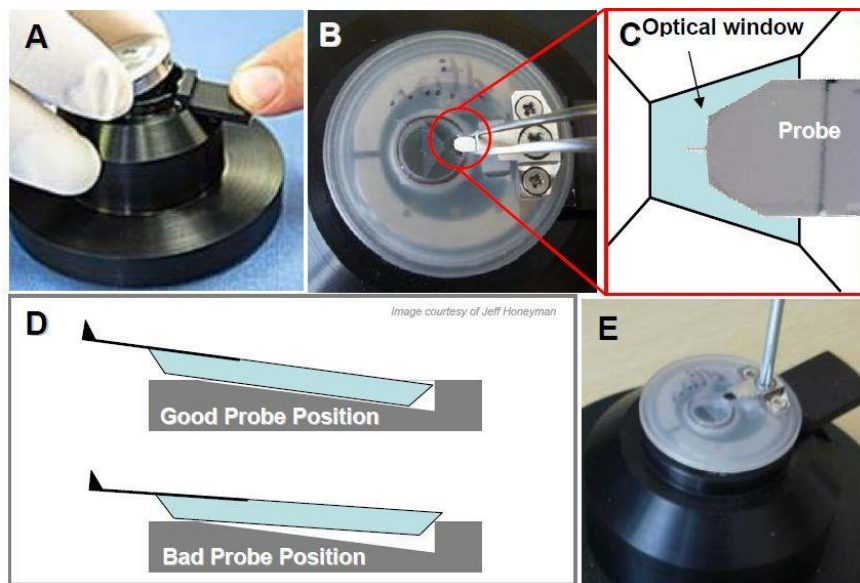 A
B
C
Optical window
Probe
D
Image courtesy of Jeff Honeyman
Good Probe Position
Bad Probe Position
E